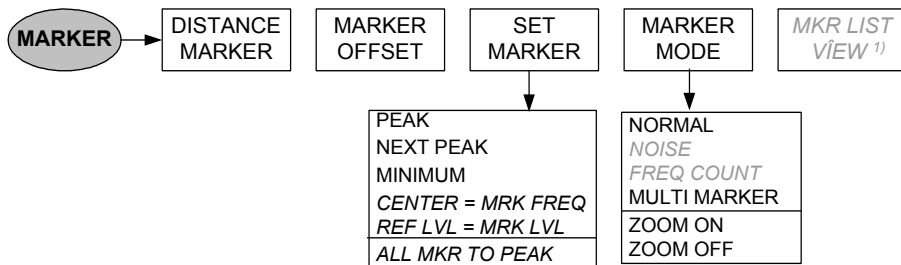 MARKER
DISTANCE
MARKER
MARKER
OFFSET
SET
MARKER
MARKER
MODE
MKR LIST
VÎEW 1)
PEAK
NEXT PEAK
MINIMUM
CENTER = MRK FREQ
REF LVL = MRK LVL
ALL MKR TO PEAK
NORMAL
NOISE
FREQ COUNT
MULTI MARKER
ZOOM ON
ZOOM OFF